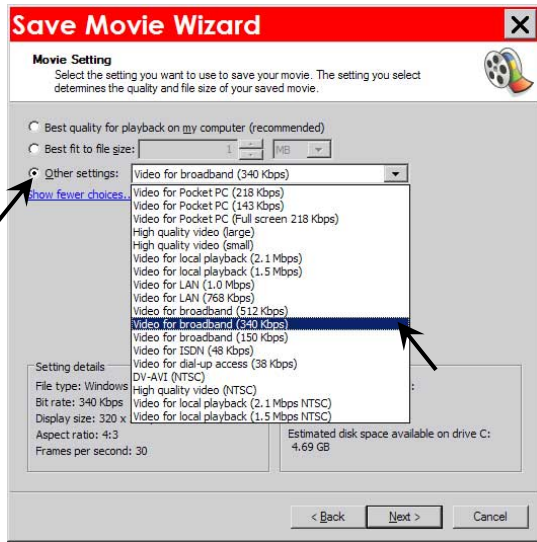 Save Movie Wizard
Movie Setting
Select the setting you want to use to save your movie. The setting you select
determines the quality and file size of your saved movie.
Best quality for playback on my computer (recommended)
Best fit to file size: 1 MB
Other settings: Video for broadband (340 Kbps)
Show fewer choices...
Video for Pocket PC (218 Kbps)
Video for Pocket PC (143 Kbps)
Video for Pocket PC (Full screen 218 Kbps)
High quality video (large)
High quality video (small)
Video for local playback (2.1 Mbps)
Video for local playback (1.5 Mbps)
Video for LAN (1.0 Mbps)
Video for LAN (768 Kbps)
Video for broadband (512 Kbps)
Video for broadband (340 Kbps)
Video for broadband (150 Kbps)
Video for ISDN (48 Kbps)
Video for dial-up access (38 Kbps)
DV-AVI (NTSC)
High quality video (NTSC)
Video for local playback (2.1 Mbps NTSC)
Video for local playback (1.5 Mbps NTSC)
Setting details
File type: Windows
Bit rate: 340 Kbps
Display size: 320 x
Aspect ratio: 4:3
Frames per second: 30
Estimated disk space available on drive C:
4.69 GB
< Back Next > Cancel